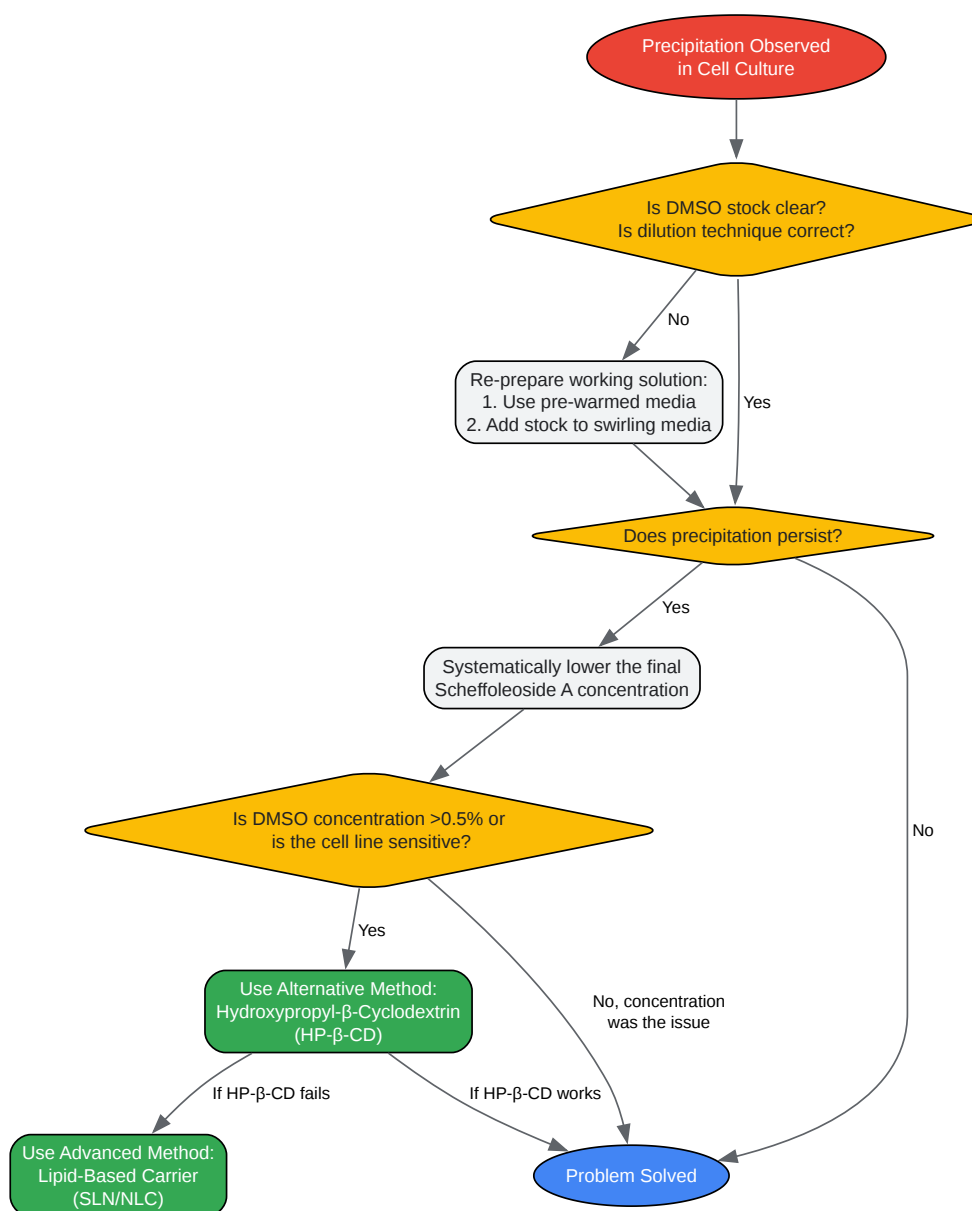 Precipitation Observed
in Cell Culture
Is DMSO stock clear?
Is dilution technique correct?
No
Re-prepare working solution:
1. Use pre-warmed media
2. Add stock to swirling media
Yes
Does precipitation persist?
Yes
Systematically lower the final
Scheffoleoside A concentration
Is DMSO concentration >0.5% or
is the cell line sensitive?
No
Yes
Use Alternative Method:
Hydroxypropyl-β-Cyclodextrin
(HP-β-CD)
No, concentration
was the issue
If HP-β-CD fails
If HP-β-CD works
Use Advanced Method:
Lipid-Based Carrier
(SLN/NLC)
Problem Solved